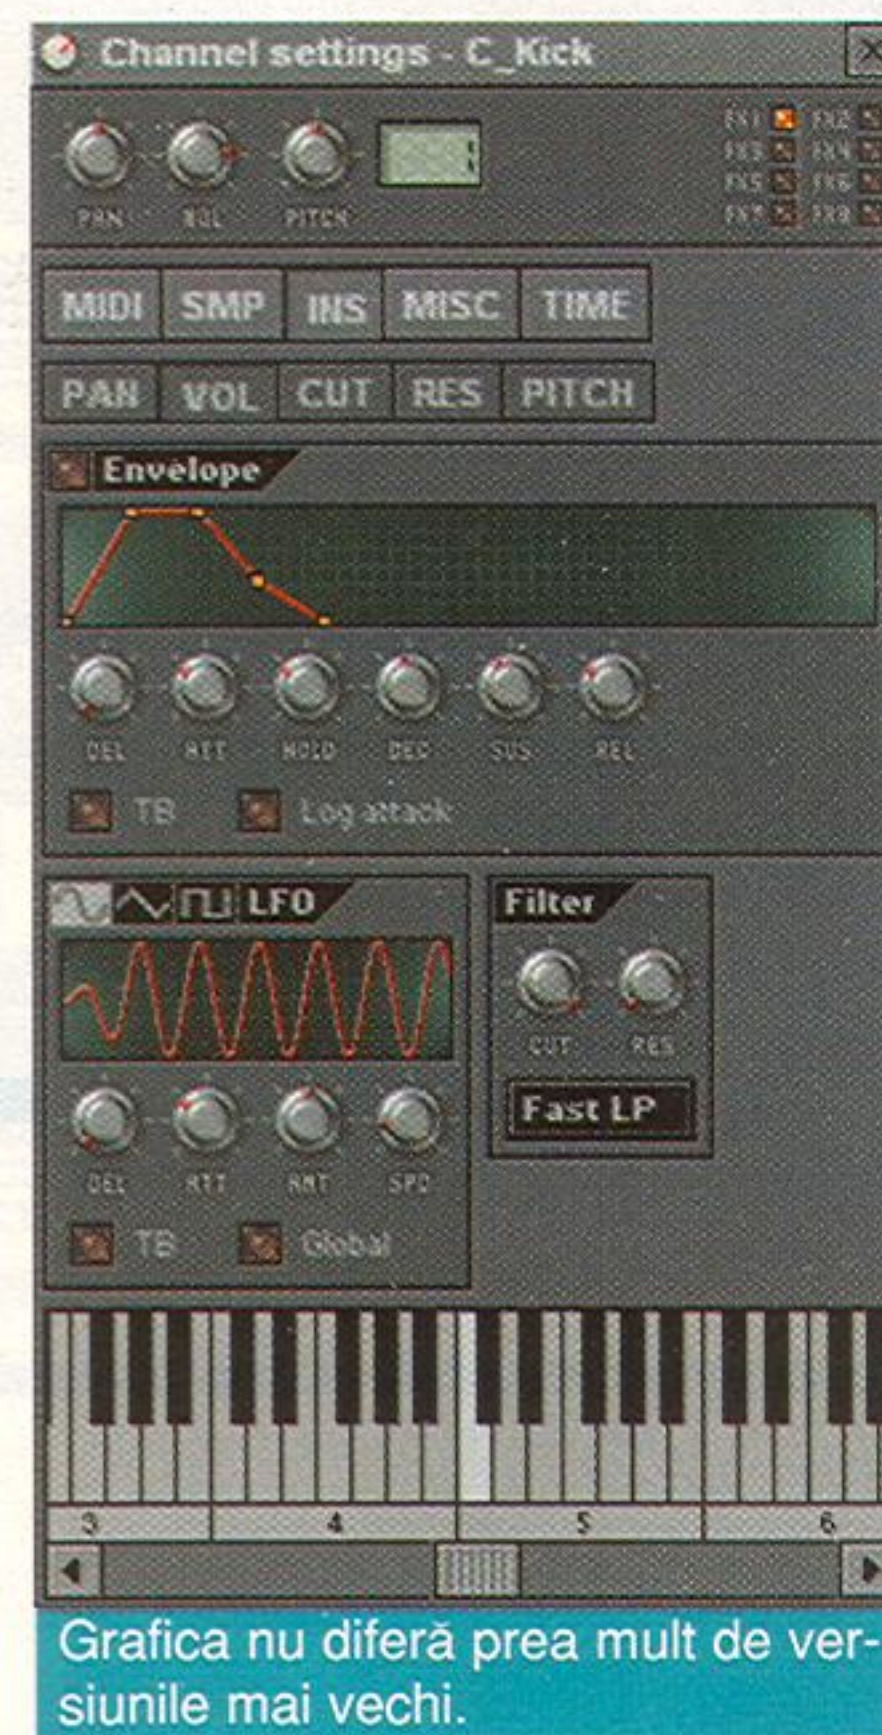 Channel settings - C_Kick
PAN VOL PITCH
FX1 FX2
FX3 FX4
FX5 FX6
FX7 FX8
MIDI SMP INS MISC TIME
PAN VOL CUT RES PITCH
Envelope
DEL ATT HOLD DEC SUS REL
TB Log attack
LFO
DEL ATT AMT SPD
TB Global
Filter
CUT RES
Fast LP
3 4 5 6
Grafica nu diferă prea mult de ver-
siunile mai vechi.